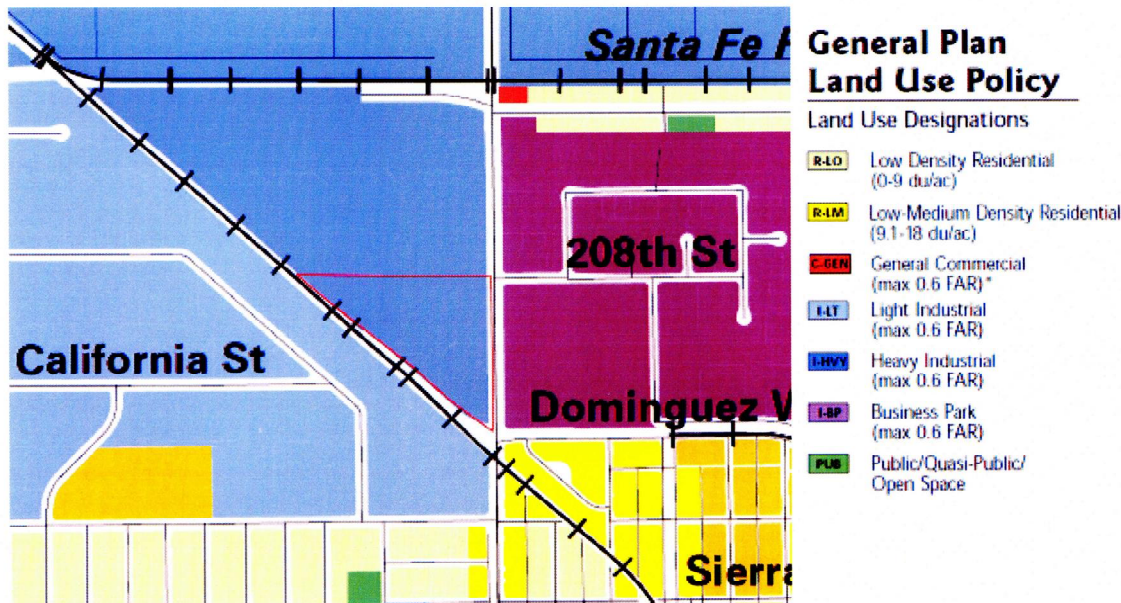 Santa Fe
208th St
California St
Dominguez
Sierra
General Plan
Land Use Policy
Land Use Designations
R-LO Low Density Residential
(0-9 du/ac)
R-LM Low-Medium Density Residential
(9.1-18 du/ac)
C-GEN General Commercial
(max 0.6 FAR)*
I-LT Light Industrial
(max 0.6 FAR)
I-HVY Heavy Industrial
(max 0.6 FAR)
I-BP Business Park
(max 0.6 FAR)
PUB Public/Quasi-Public/
Open Space